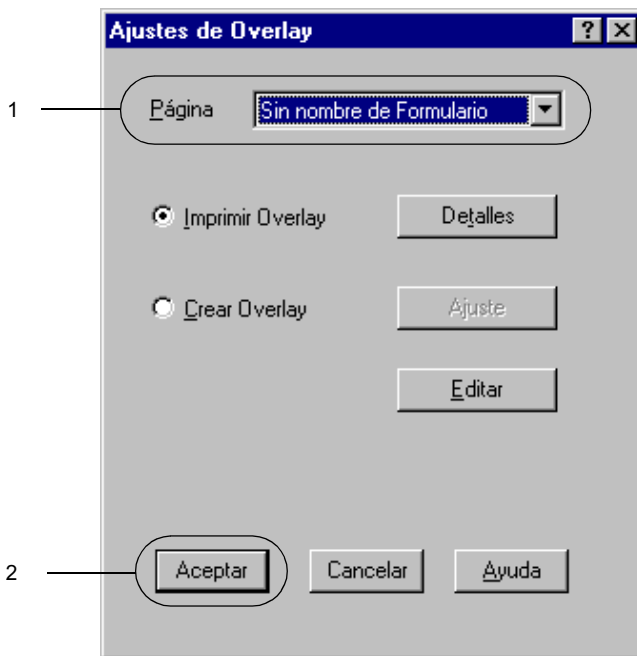 Ajustes de Overlay
1 Página Sin nombre de Formulario
Imprimir Overlay Detalles
Crear Overlay Ajuste
Editar
2 Aceptar Cancelar Ayuda